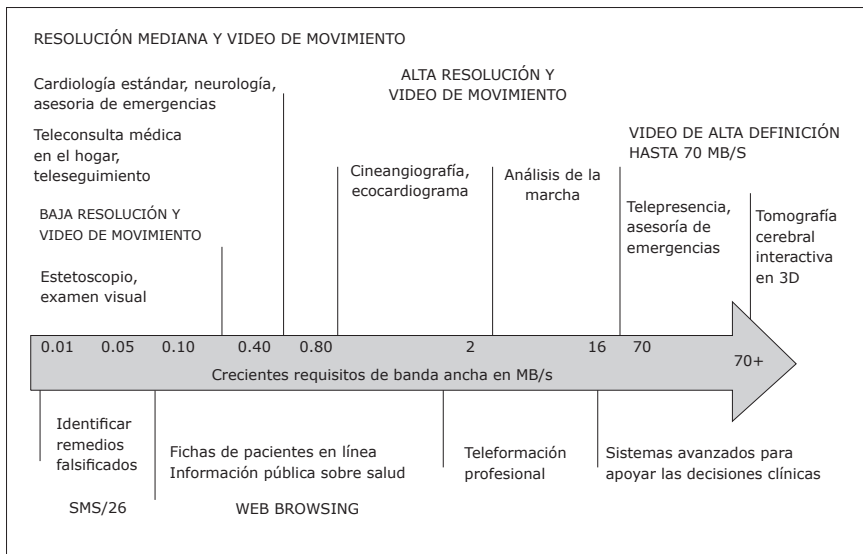 RESOLUCIÓN MEDIANA Y VIDEO DE MOVIMIENTO
Cardiología estándar, neurología,
asesoria de emergencias
Teleconsulta médica
en el hogar,
teleseguimiento
BAJA RESOLUCIÓN Y
VIDEO DE MOVIMIENTO
Estetoscopio,
examen visual
ALTA RESOLUCIÓN Y
VIDEO DE MOVIMIENTO
Cineangiografía,
ecocardiograma
Análisis de la
marcha
VIDEO DE ALTA DEFINICIÓN
HASTA 70 MB/S
Telepresencia,
asesoría de
emergencias
Tomografía
cerebral
interactiva
en 3D
0.01 0.05 0.10 0.40 0.80 2 16 70 70+
Crecientes requisitos de banda ancha en MB/s
Identificar
remedios
falsificados
SMS/26
Fichas de pacientes en línea
Información pública sobre salud
WEB BROWSING
Teleformación
profesional
Sistemas avanzados para
apoyar las decisiones clínicas